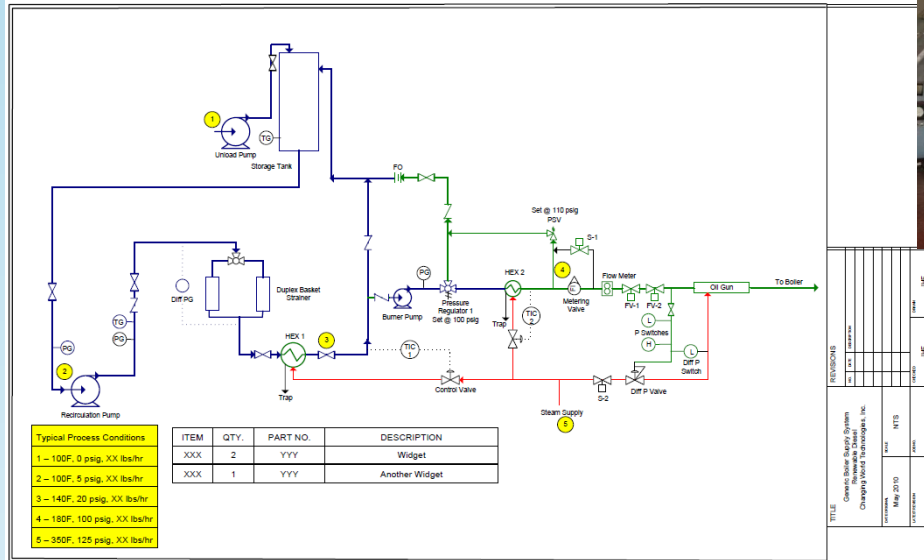 1
Unload Pump
TG
Storage Tank
FO
Set @ 110 psig
PSV
S-1
4
Flow Meter
Metering
Valve
FV-1
FV-2
Oil Gun
To Boiler
PG
HEX 2
Burner Pump
Pressure
Regulator 1
Set @ 100 psig
Trap
TIC
2
L
P Switches
H
L
Diff P
Switch
Diff PG
Duplex Basket
Strainer
TG
PG
PG
HEX 1
3
TIC
1
Trap
Control Valve
S-2
Diff P Valve
2
Recirculation Pump
Steam Supply
5
Typical Process Conditions
1 – 100F, 0 psig, XX lbs/hr
2 – 100F, 5 psig, XX lbs/hr
3 – 140F, 20 psig, XX lbs/hr
4 – 180F, 100 psig, XX lbs/hr
5 – 350F, 125 psig, XX lbs/hr
ITEM QTY. PART NO. DESCRIPTION
XXX 2 YYY Widget
XXX 1 YYY Another Widget
REVISIONS
TITLE
Generic Boiler Supply System
Renewable Diesel
Changing World Technologies, Inc.
SCALE
NTS
May 2010